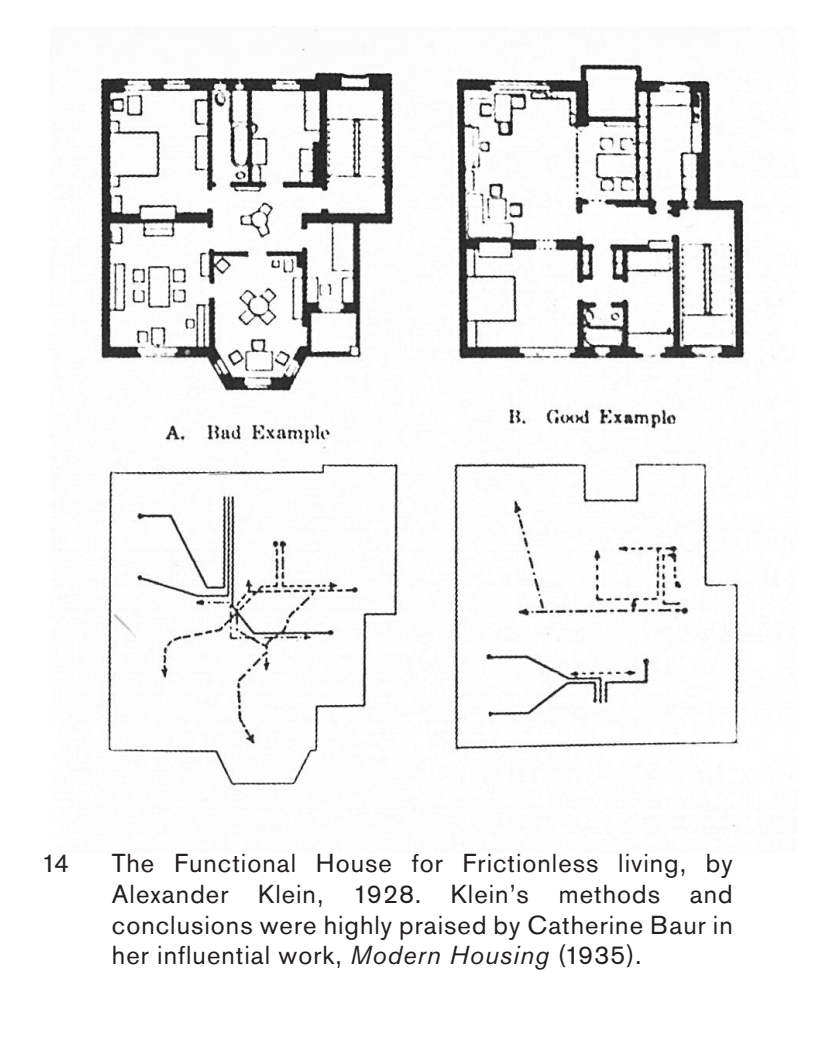 A. Bad Example
B. Good Example
14 The Functional House for Frictionless living, by
Alexander Klein, 1928. Klein’s methods and
conclusions were highly praised by Catherine Baur in
her influential work, Modern Housing (1935).